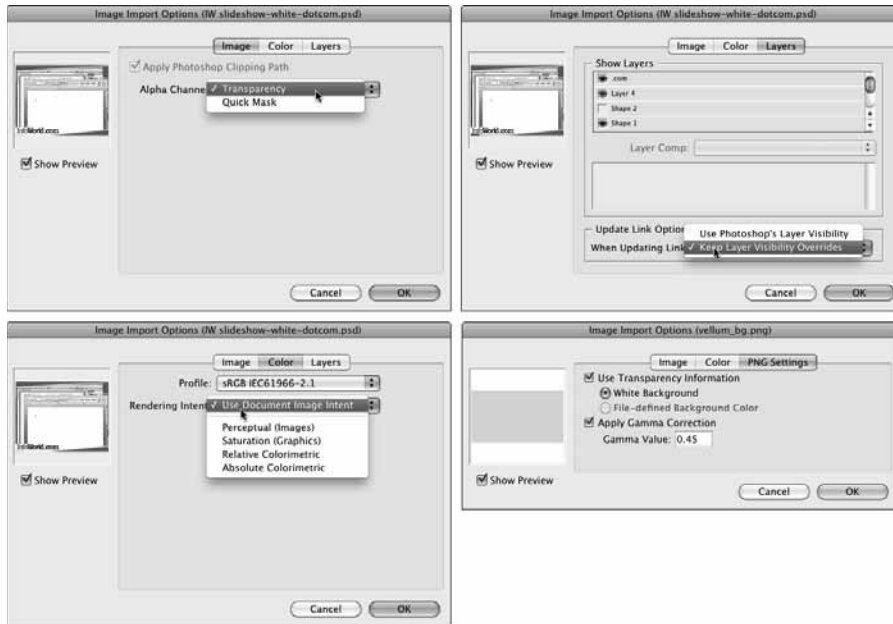 Image Import Options (IW slideshow-white-dotcom.psd)
Image Color Layers
Apply Photoshop Clipping Path
Alpha Channe Transparency
Quick Mask
Show Preview
Cancel OK
Image Import Options (IW slideshow-white-dotcom.psd)
Image Color Layers
Show Layers
.com
Layer 4
Shape 2
Shape 1
Layer Comp:
Show Preview
Update Link Optio
Use Photoshop's Layer Visibility
When Updating Link Keep Layer Visibility Overrides
Cancel OK
Image Import Options (IW slideshow-white-dotcom.psd)
Image Color Layers
Profile: sRGB IEC61966-2.1
Rendering Inten Use Document Image Intent
Perceptual (Images)
Saturation (Graphics)
Relative Colorimetric
Absolute Colorimetric
Show Preview
Cancel OK
Image Import Options (vellum_bg.png)
Image Color PNG Settings
Use Transparency Information
White Background
File-defined Background Color
Apply Gamma Correction
Gamma Value: 0.45
Show Preview
Cancel OK